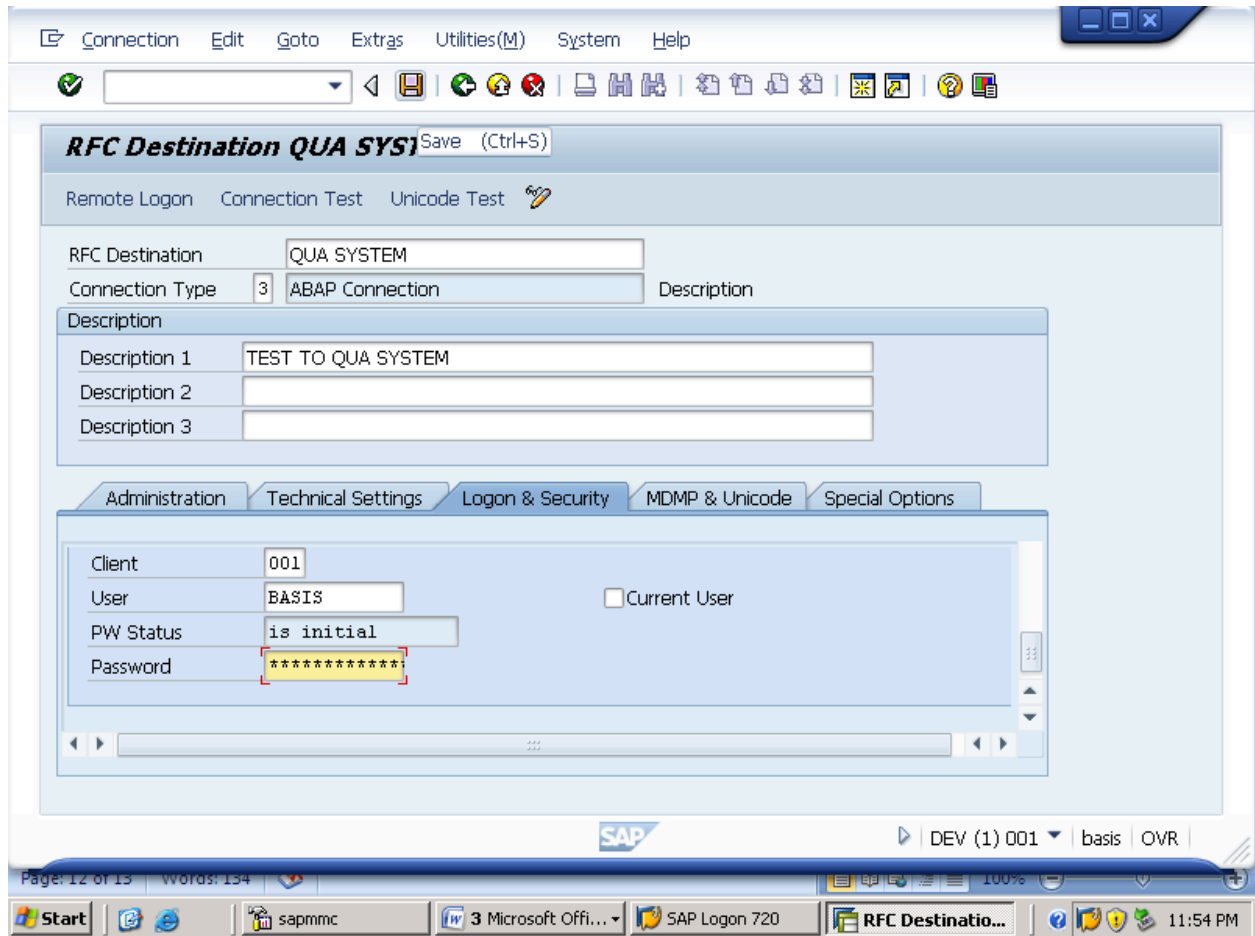 Connection Edit Goto Extras Utilities(M) System Help
RFC Destination QUA SYST
Save (Ctrl+S)
Remote Logon Connection Test Unicode Test
RFC Destination QUA SYSTEM
Connection Type 3 ABAP Connection Description
Description
Description 1 TEST TO QUA SYSTEM
Description 2
Description 3
Administration Technical Settings Logon & Security MDMP & Unicode Special Options
Client 001
User BASIS Current User
PW Status is initial
Password ************
SAP DEV (1) 001 basis OVR
Page: 12 of 13 Words: 134 100%
Start sapmmc 3 Microsoft Offi... SAP Logon 720 RFC Destinatio... 11:54 PM